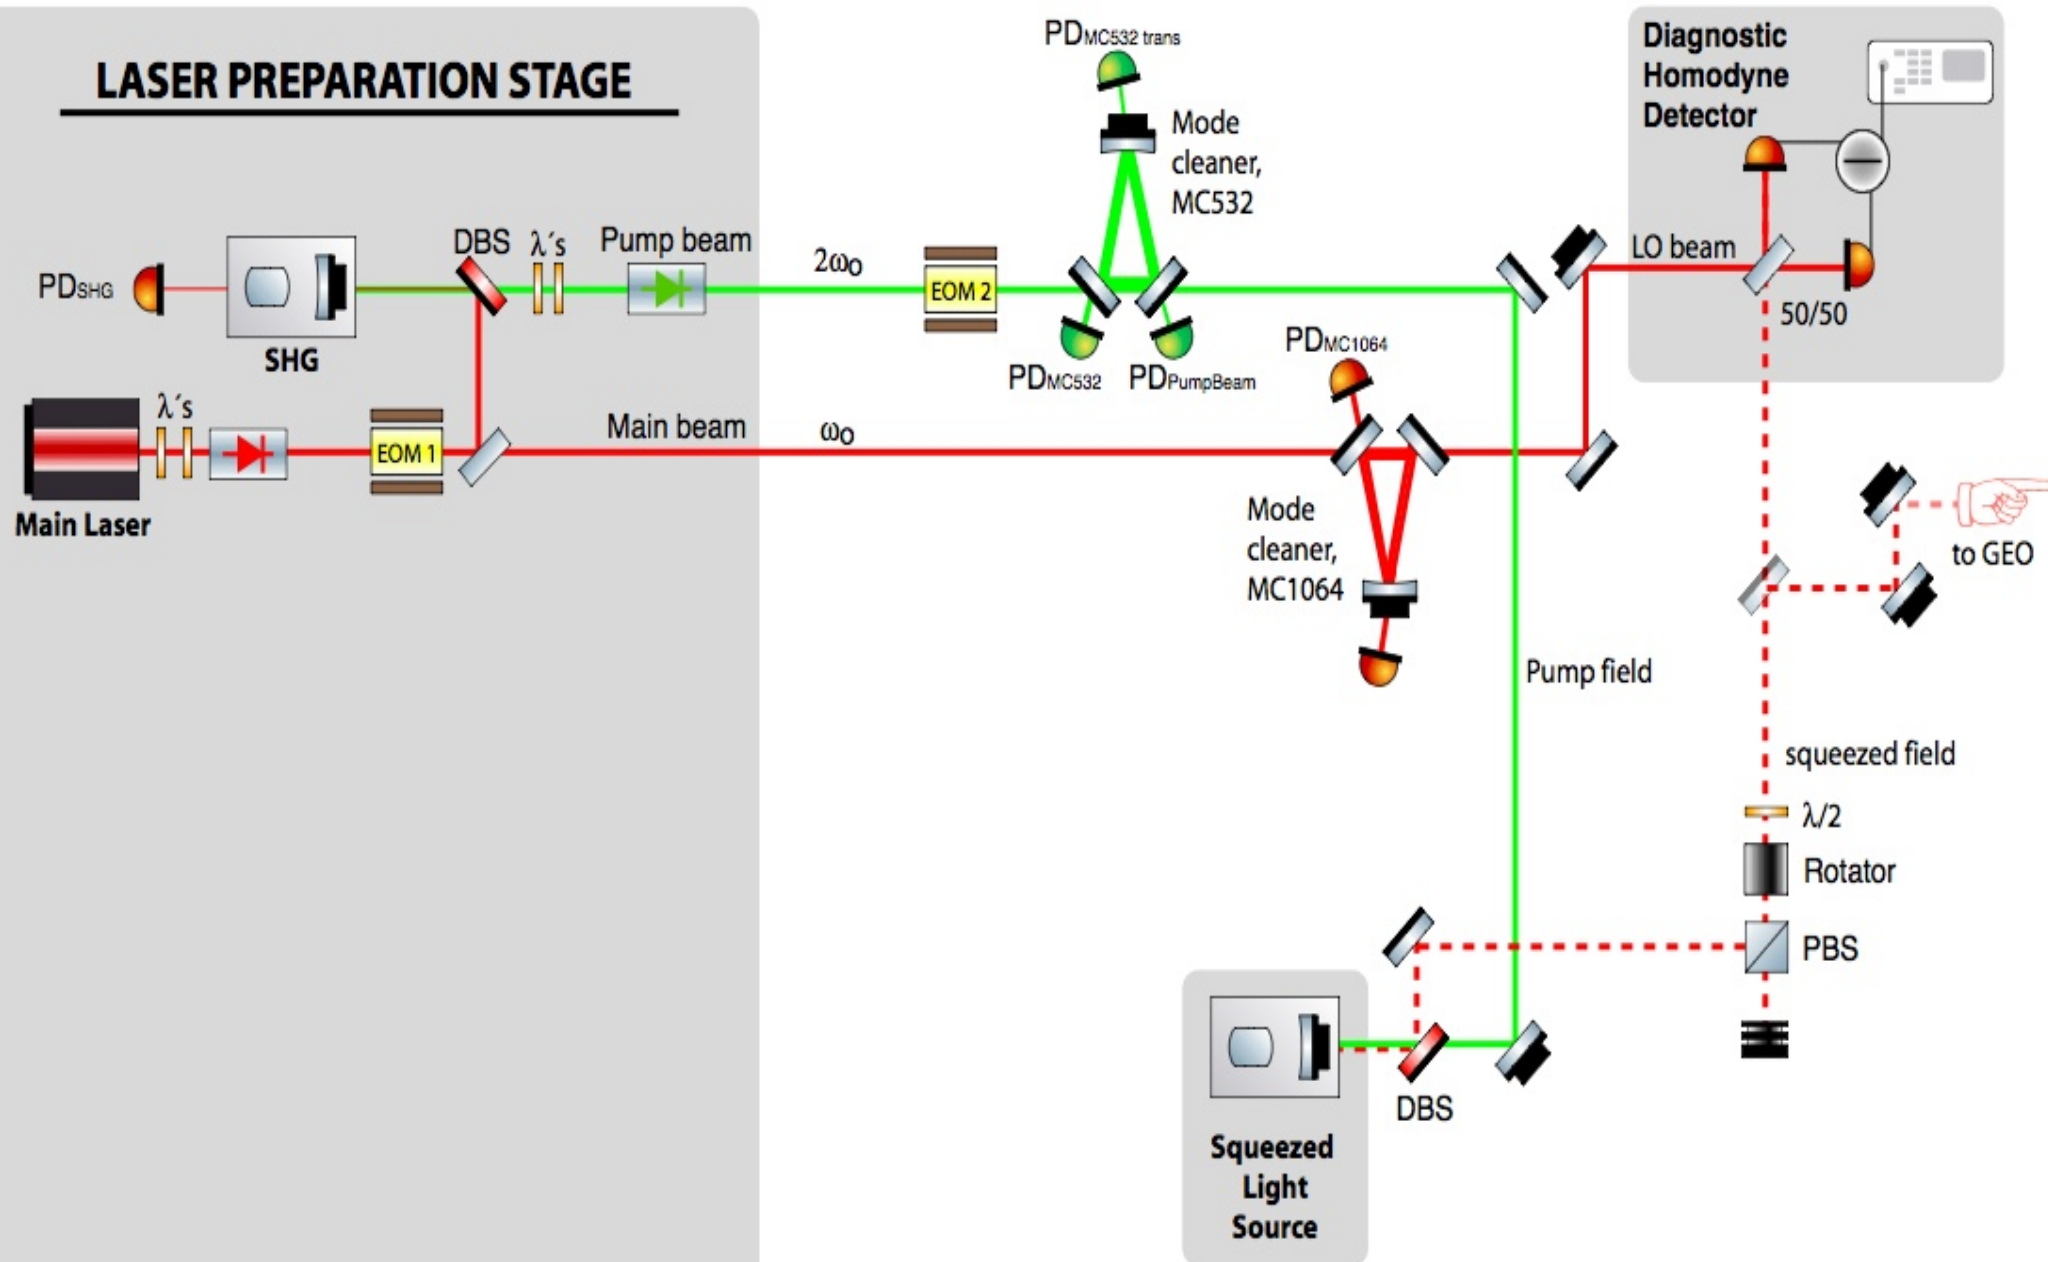 LASER PREPARATION STAGE
PDMC532 trans
Mode
cleaner,
MC532
Diagnostic
Homodyne
Detector
PDSHG
SHG
DBS
λ´s
Pump beam
2ω0
EOM 2
PDMC532
PDPumpBeam
LO beam
50/50
PDMC1064
λ´s
Main Laser
EOM 1
Main beam
ω0
Mode
cleaner,
MC1064
to GEO
Pump field
squeezed field
λ/2
Rotator
PBS
DBS
Squeezed
Light
Source